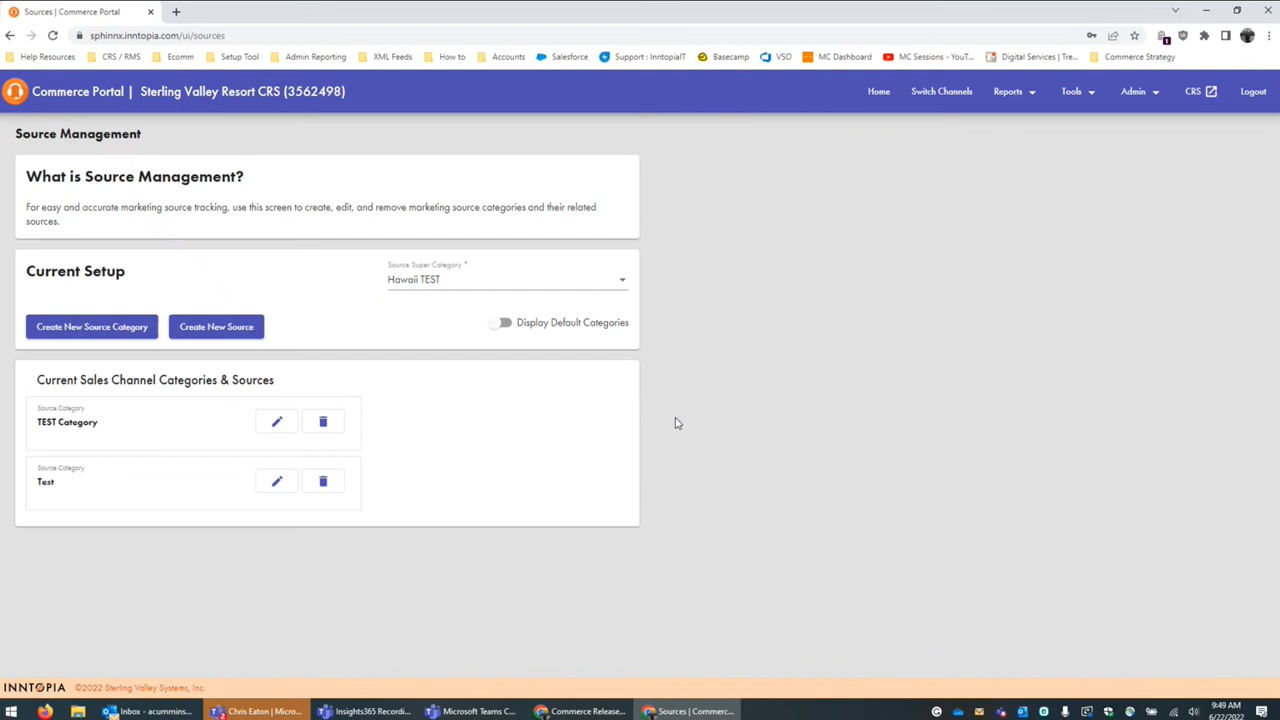 Sources | Commerce Portal
sphinnx.inntopia.com/ui/sources
Help Resources CRS / RMS Ecomm Setup Tool Admin Reporting XML Feeds How to Accounts Salesforce Support : InntopiaIT Basecamp VSO MC Dashboard MC Sessions - YouT... Digital Services | Tre... Commerce Strategy
Commerce Portal | Sterling Valley Resort CRS (3562498) Home Switch Channels Reports Tools Admin CRS Logout
Source Management
What is Source Management?
For easy and accurate marketing source tracking, use this screen to create, edit, and remove marketing source categories and their related
sources.
Current Setup
Source Super Category *
Hawaii TEST
Create New Source Category Create New Source Display Default Categories
Current Sales Channel Categories & Sources
Source Category
TEST Category
Source Category
Test
INNTOPIA ©2022 Sterling Valley Systems, Inc.
Inbox - acummins... Chris Eaton | Micro... Insights365 Recordi... Microsoft Teams C... Commerce Release... Sources | Commerc...
9:49 AM
6/22/2022